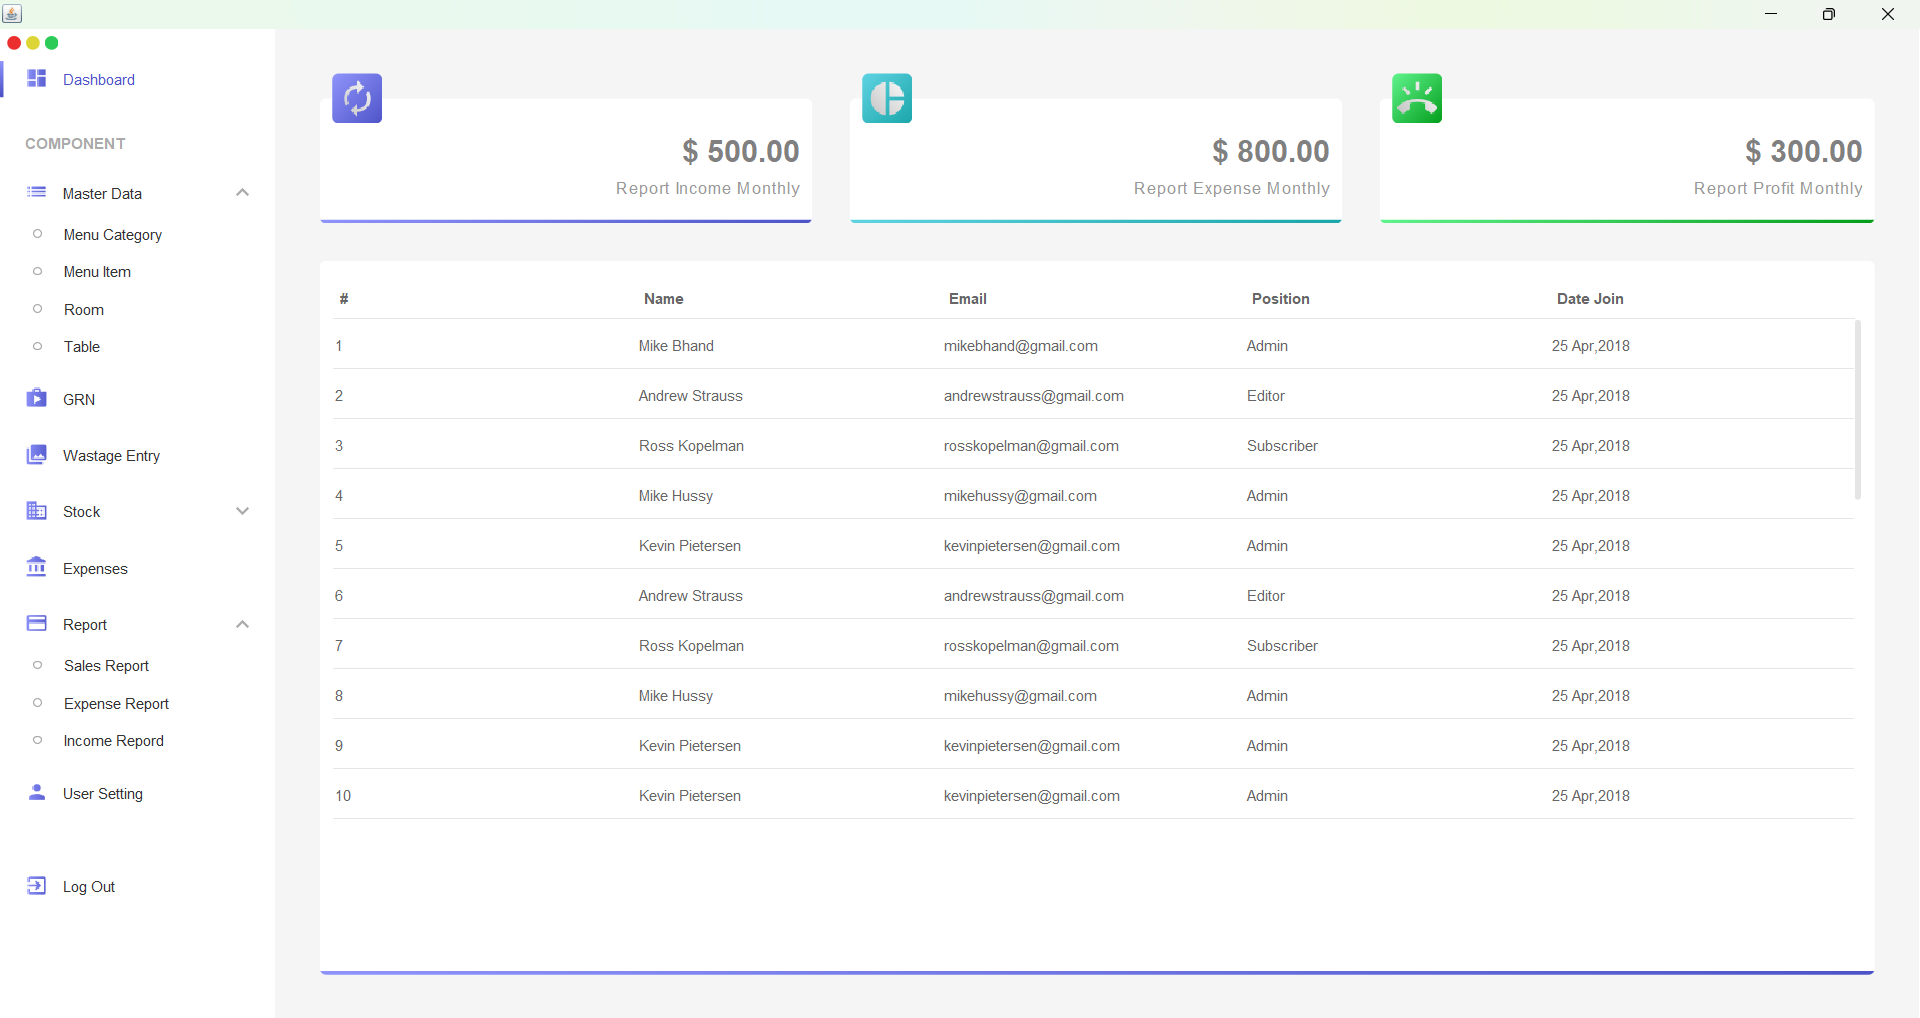 Dashboard
COMPONENT
Master Data
Menu Category
Menu Item
Room
Table
GRN
Wastage Entry
Stock
Expenses
Report
Sales Report
Expense Report
Income Repord
User Setting
Log Out
$ 500.00
Report Income Monthly
$ 800.00
Report Expense Monthly
$ 300.00
Report Profit Monthly
# Name Email Position Date Join
1 Mike Bhand mikebhand@gmail.com Admin 25 Apr,2018
2 Andrew Strauss andrewstrauss@gmail.com Editor 25 Apr,2018
3 Ross Kopelman rosskopelman@gmail.com Subscriber 25 Apr,2018
4 Mike Hussy mikehussy@gmail.com Admin 25 Apr,2018
5 Kevin Pietersen kevinpietersen@gmail.com Admin 25 Apr,2018
6 Andrew Strauss andrewstrauss@gmail.com Editor 25 Apr,2018
7 Ross Kopelman rosskopelman@gmail.com Subscriber 25 Apr,2018
8 Mike Hussy mikehussy@gmail.com Admin 25 Apr,2018
9 Kevin Pietersen kevinpietersen@gmail.com Admin 25 Apr,2018
10 Kevin Pietersen kevinpietersen@gmail.com Admin 25 Apr,2018